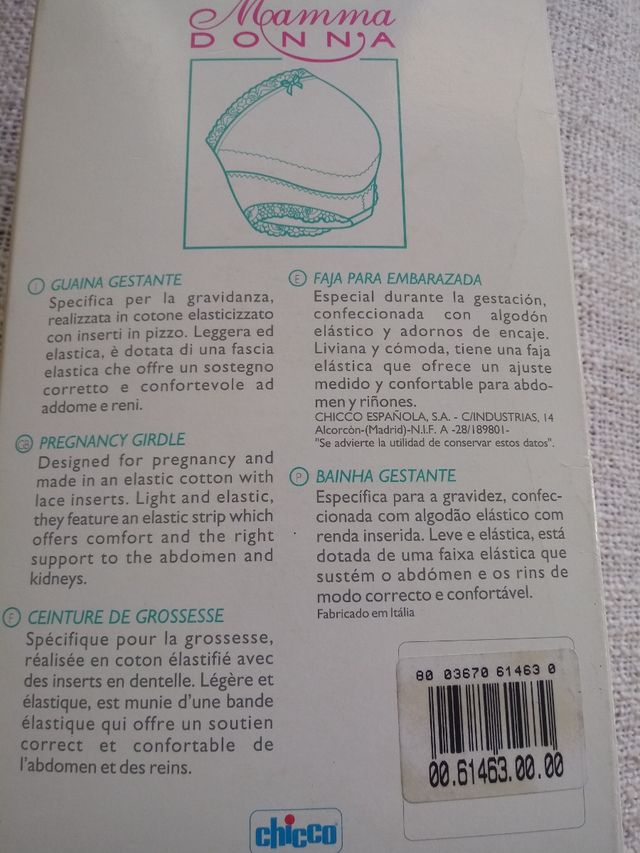 Mamma
DONNA
I GUAINA GESTANTE
Specifica per la gravidanza,
realizzata in cotone elasticizzato
con inserti in pizzo. Leggera ed
elastica, è dotata di una fascia
elastica che offre un sostegno
corretto e confortevole ad
addome e reni.
GB PREGNANCY GIRDLE
Designed for pregnancy and
made in an elastic cotton with
lace inserts. Light and elastic,
they feature an elastic strip which
offers comfort and the right
support to the abdomen and
kidneys.
F CEINTURE DE GROSSESSE
Spécifique pour la grossesse,
réalisée en coton élastifié avec
des inserts en dentelle. Légère et
élastique, est munie d'une bande
élastique qui offre un soutien
correct et confortable de
l'abdomen et des reins.
E FAJA PARA EMBARAZADA
Especial durante la gestación,
confeccionada con algodón
elástico y adornos de encaje.
Liviana y cómoda, tiene una faja
elástica que ofrece un ajuste
medido y confortable para abdo-
men y riñones.
CHICCO ESPAÑOLA, S.A. - C/INDUSTRIAS, 14
Alcorcòn-(Madrid)-N.I.F. A -28/189801-
"Se advierte la utilidad de conservar estos datos".
P BAINHA GESTANTE
Específica para a gravidez, confec-
cionada com algodão elástico com
renda inserida. Leve e elástica, está
dotada de uma faixa elástica que
sustém o abdómen e os rins de
modo correcto e confortável.
Fabricado em Itália
80 03670 61463 0
00.61463.00.00
chicco